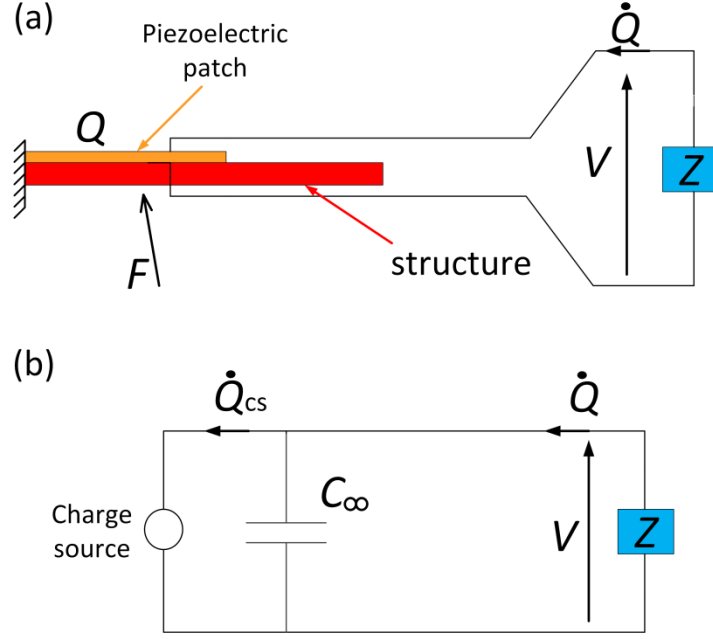 (a)
Piezoelectric
patch
Q
Q̇
V
Z
F
structure
(b)
Q̇cs
Q̇
C∞
Charge
source
V
Z